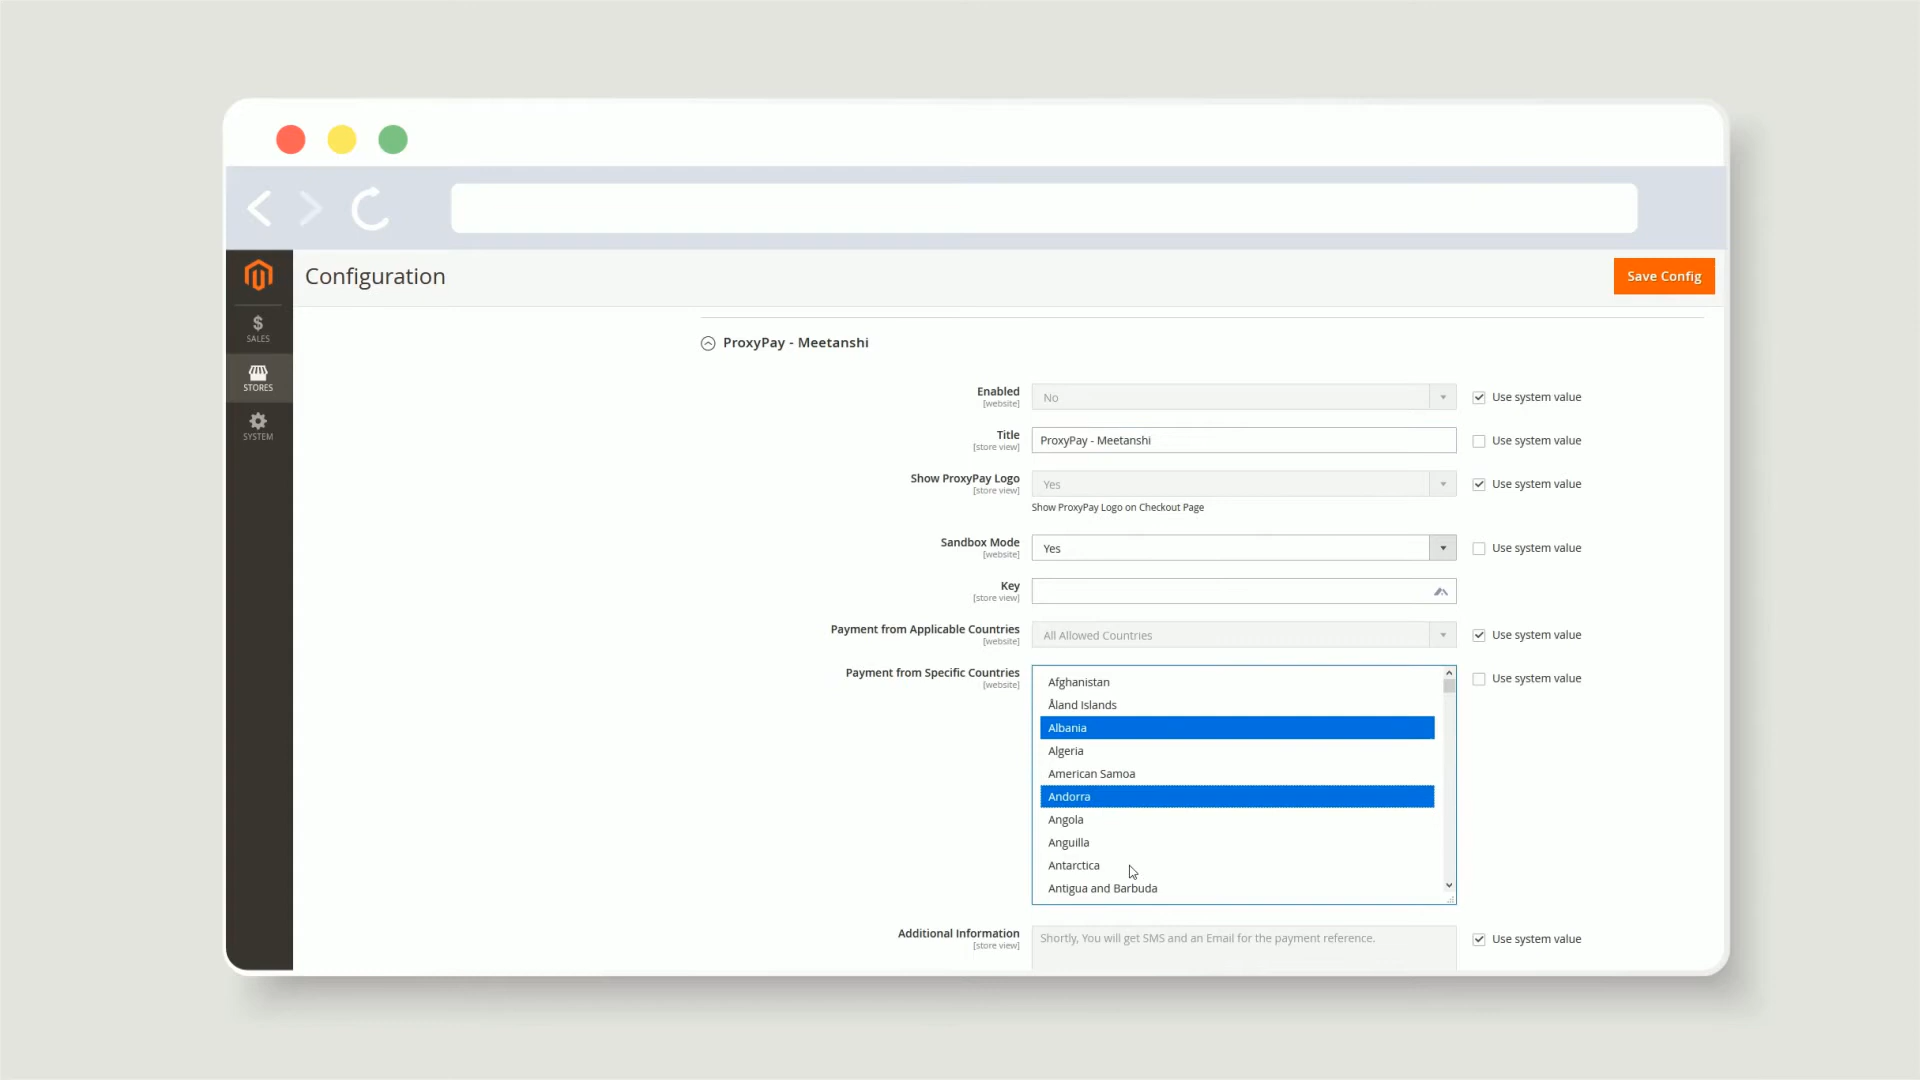 Configuration
Save Config
SALES
STORES
SYSTEM
ProxyPay - Meetanshi
Enabled
[website]
No
Use system value
Title
[store view]
ProxyPay - Meetanshi
Use system value
Show ProxyPay Logo
[store view]
Yes
Use system value
Show ProxyPay Logo on Checkout Page
Sandbox Mode
[website]
Yes
Use system value
Key
[store view]
Payment from Applicable Countries
[website]
All Allowed Countries
Use system value
Payment from Specific Countries
[website]
Use system value
Afghanistan
Åland Islands
Albania
Algeria
American Samoa
Andorra
Angola
Anguilla
Antarctica
Antigua and Barbuda
Additional Information
[store view]
Shortly, You will get SMS and an Email for the payment reference.
Use system value